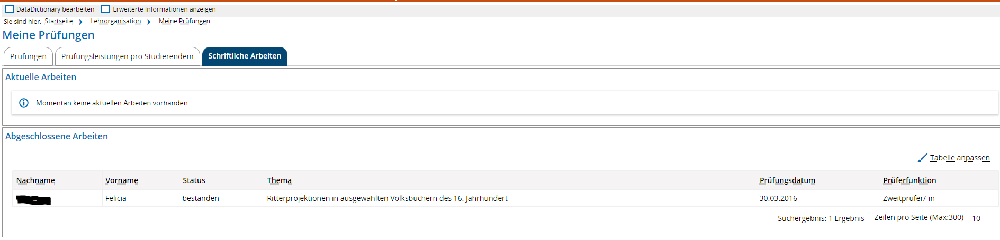 DataDictionary bearbeiten Erweiterte Informationen anzeigen
Sie sind hier: Startseite Lehrorganisation Meine Prüfungen
Meine Prüfungen
Prüfungen Prüfungsleistungen pro Studierendem Schriftliche Arbeiten
Aktuelle Arbeiten
Momentan keine aktuellen Arbeiten vorhanden
Abgeschlossene Arbeiten
Tabelle anpassen
Nachname Vorname Status Thema Prüfungsdatum Prüferfunktion
Felicia bestanden Ritterprojektionen in ausgewählten Volksbüchern des 16. Jahrhundert 30.03.2016 Zweitprüfer/-in
Suchergebnis: 1 Ergebnis | Zeilen pro Seite (Max:300) 10